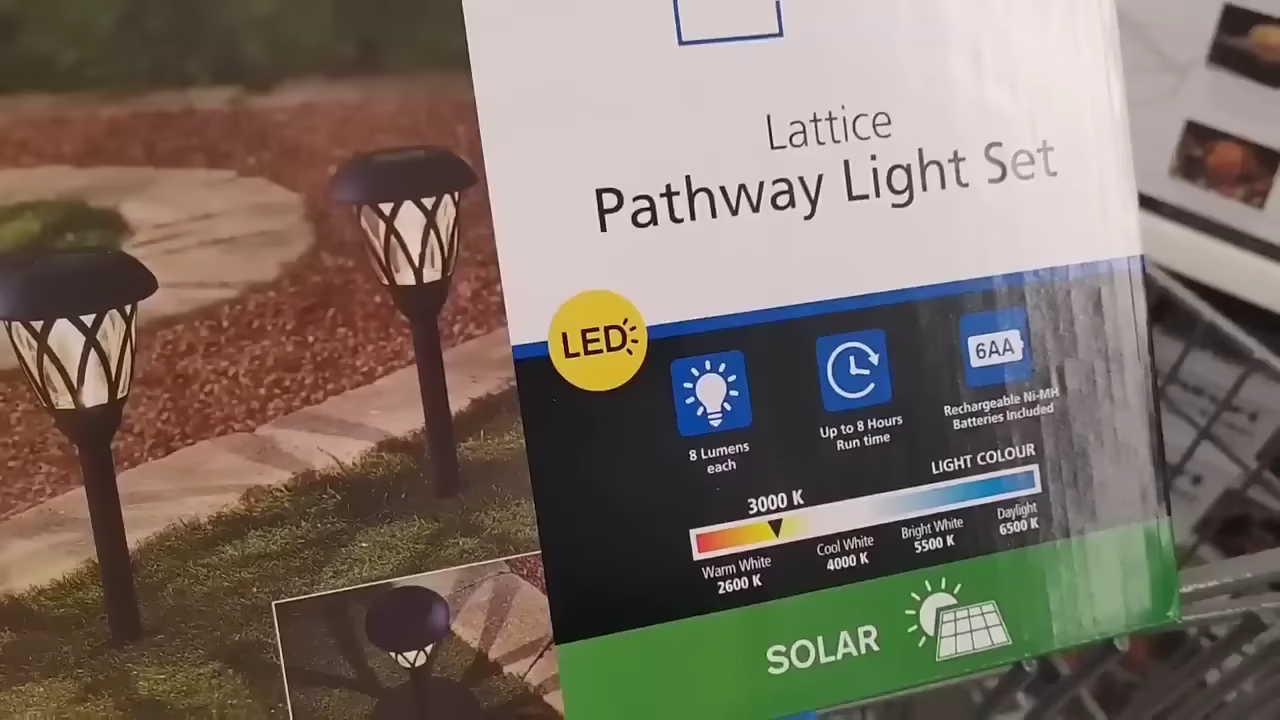 Lattice
Pathway Light Set
LED
8 Lumens
each
Up to 8 Hours
Run time
6AA
Rechargeable Ni-MH
Batteries Included
LIGHT COLOUR
3000 K
Warm White
2600 K
Cool White
4000 K
Bright White
5500 K
Daylight
6500 K
SOLAR